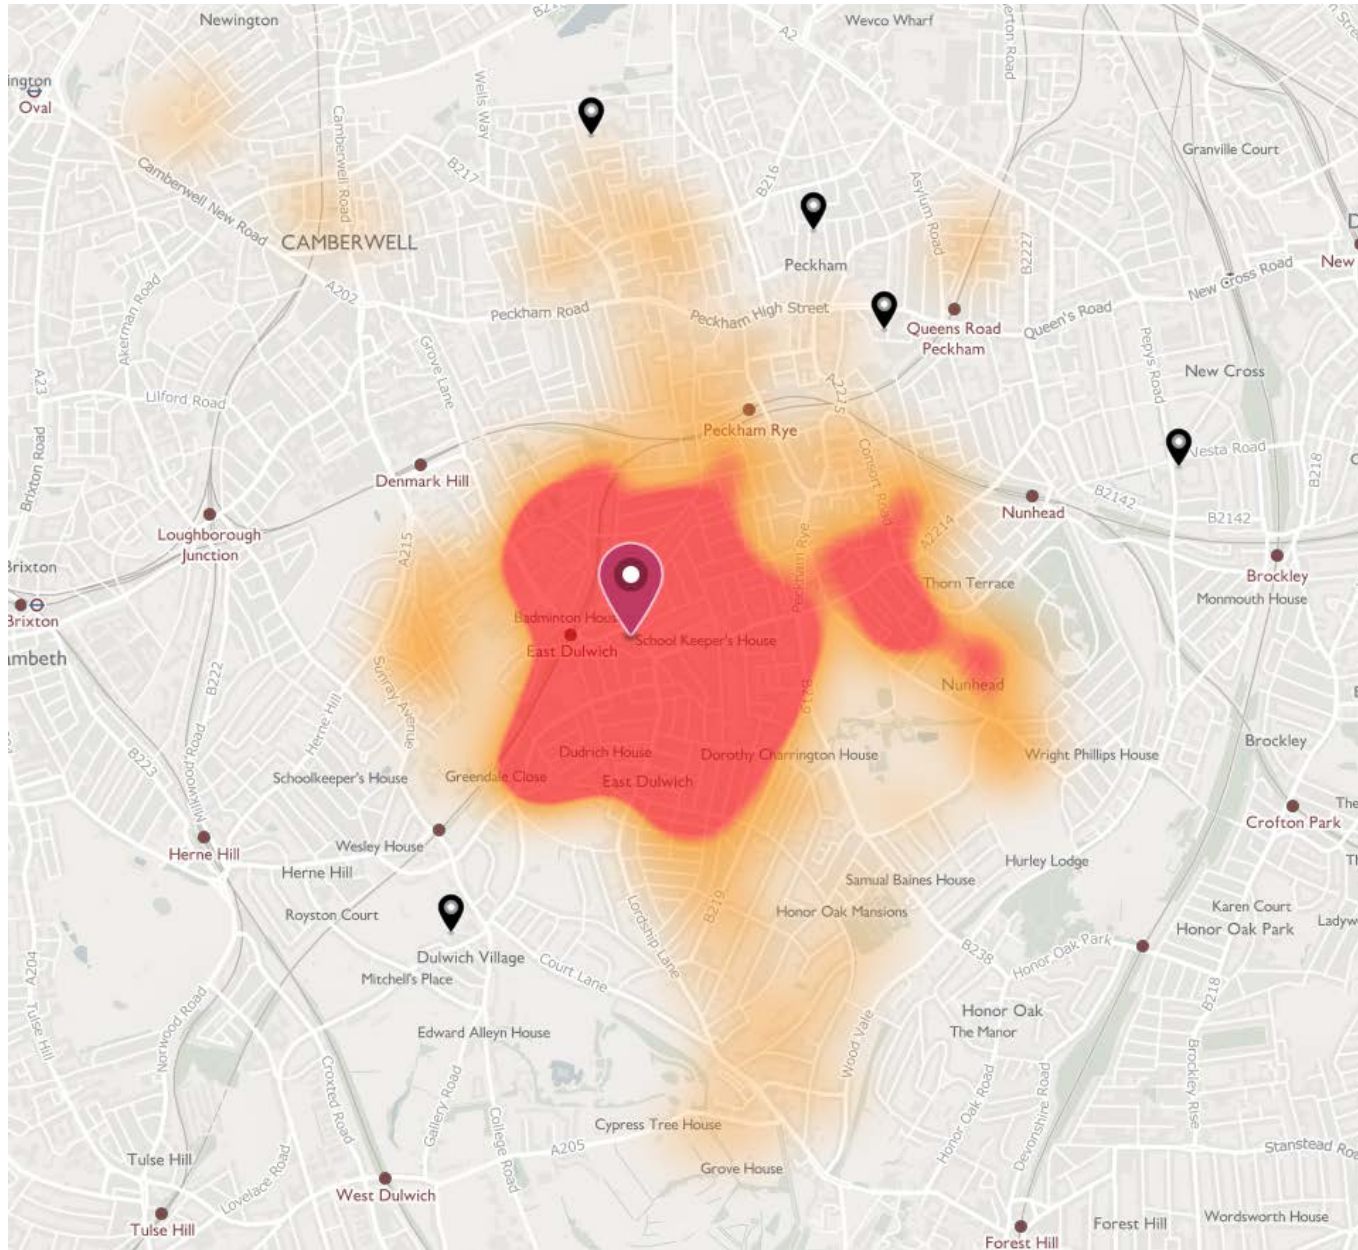 Newington
Wevco Wharf
A2
ington
Oval
Wells Way
Camberwell Road
Camberwell New Road
B217
B216
Asylum Road
B2227
Granville Court
CAMBERWELL
Peckham
New
New Cross Road
A202
Akerman Road
Peckham Road
Peckham High Street
Queens Road
Peckham
Queen's Road
Pepys Road
New Cross
A23
Lilford Road
Grove Lane
A2215
Peckham Rye
Consort Road
Vesta Road
B218
Brixton Road
Denmark Hill
Nunhead
B2142
B2142
A2214
Loughborough
Junction
A215
Peckham Rye
Brixton
Brixton
Thorn Terrace
Brockley
Monmouth House
Badminton Hous
School Keeper's House
East Dulwich
ambeth
B222
Sunray Avenue
Nunhead
B219
Herne Hill
B223
Milkwood Road
Dudrich House
Dorothy Charrington House
Wright Phillips House
Brockley
Schoolkeeper's House
Greendale Close
East Dulwich
The
Crofton Park
Herne Hill
Wesley House
Herne Hill
Hurley Lodge
Samual Baines House
Royston Court
Lordship Lane
B219
Honor Oak Mansions
Karen Court
Honor Oak Park
Ladyw
B238
Honor Oak Park
A204
Dulwich Village
Mitchell's Place
Court Lane
B218
Tulse Hill
Norwood Road
Edward Alleyn House
Honor Oak
The Manor
Wood Vale
Croxted Road
Gallery Road
College Road
Cypress Tree House
A205
Honor Oak Road
Devonshire Road
Brockley Rise
Stanstead Roa
Tulse Hill
Lovelace Road
Grove House
West Dulwich
Tulse Hill
Forest Hill
Forest Hill
Wordsworth House